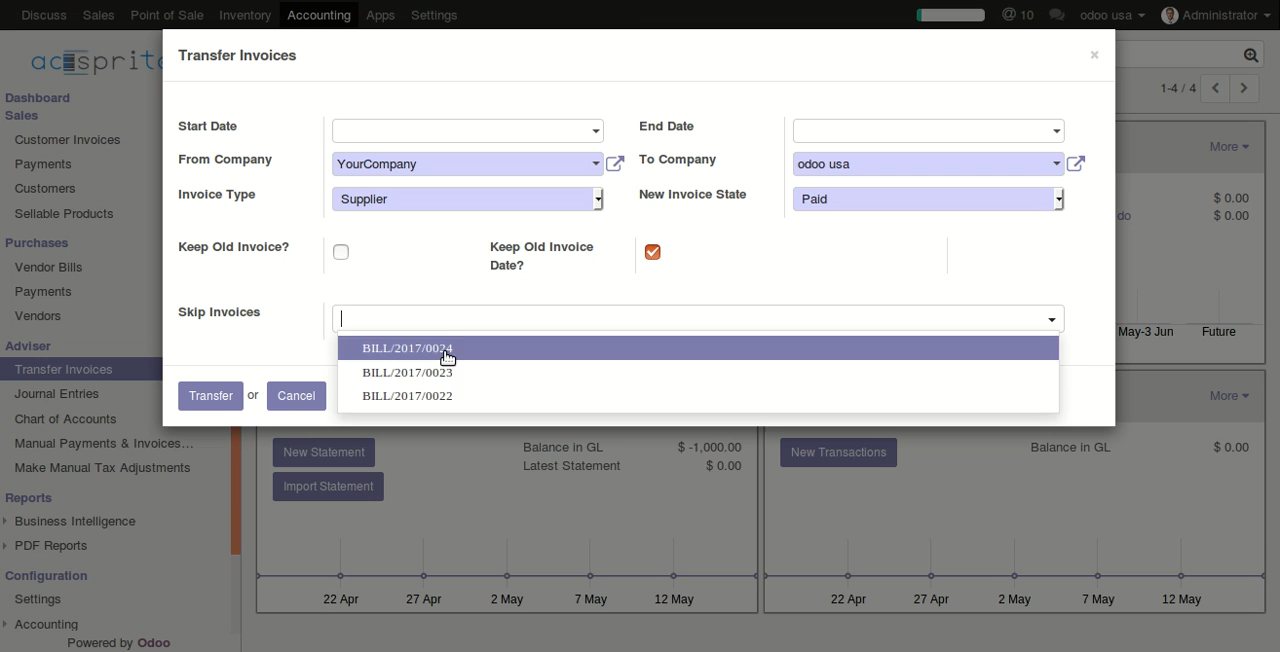 Discuss Sales Point of Sale Inventory Accounting Apps Settings @ 10 odoo usa Administrator
Transfer Invoices ×
Start Date End Date
From Company YourCompany To Company odoo usa
Invoice Type Supplier New Invoice State Paid
Keep Old Invoice? Keep Old Invoice
Date?
Skip Invoices
BILL/2017/0024
BILL/2017/0023
BILL/2017/0022
Transfer or Cancel
Dashboard
Sales
Customer Invoices
Payments
Customers
Sellable Products
Purchases
Vendor Bills
Payments
Vendors
Adviser
Transfer Invoices
Journal Entries
Chart of Accounts
Manual Payments & Invoices...
Make Manual Tax Adjustments
Reports
Business Intelligence
PDF Reports
Configuration
Settings
Accounting
Powered by Odoo
1-4 / 4
More
$ 0.00
do $ 0.00
May-3 Jun Future
More
New Statement Balance in GL $ -1,000.00
Latest Statement $ 0.00
Import Statement
22 Apr 27 Apr 2 May 7 May 12 May
New Transactions Balance in GL $ 0.00
22 Apr 27 Apr 2 May 7 May 12 May